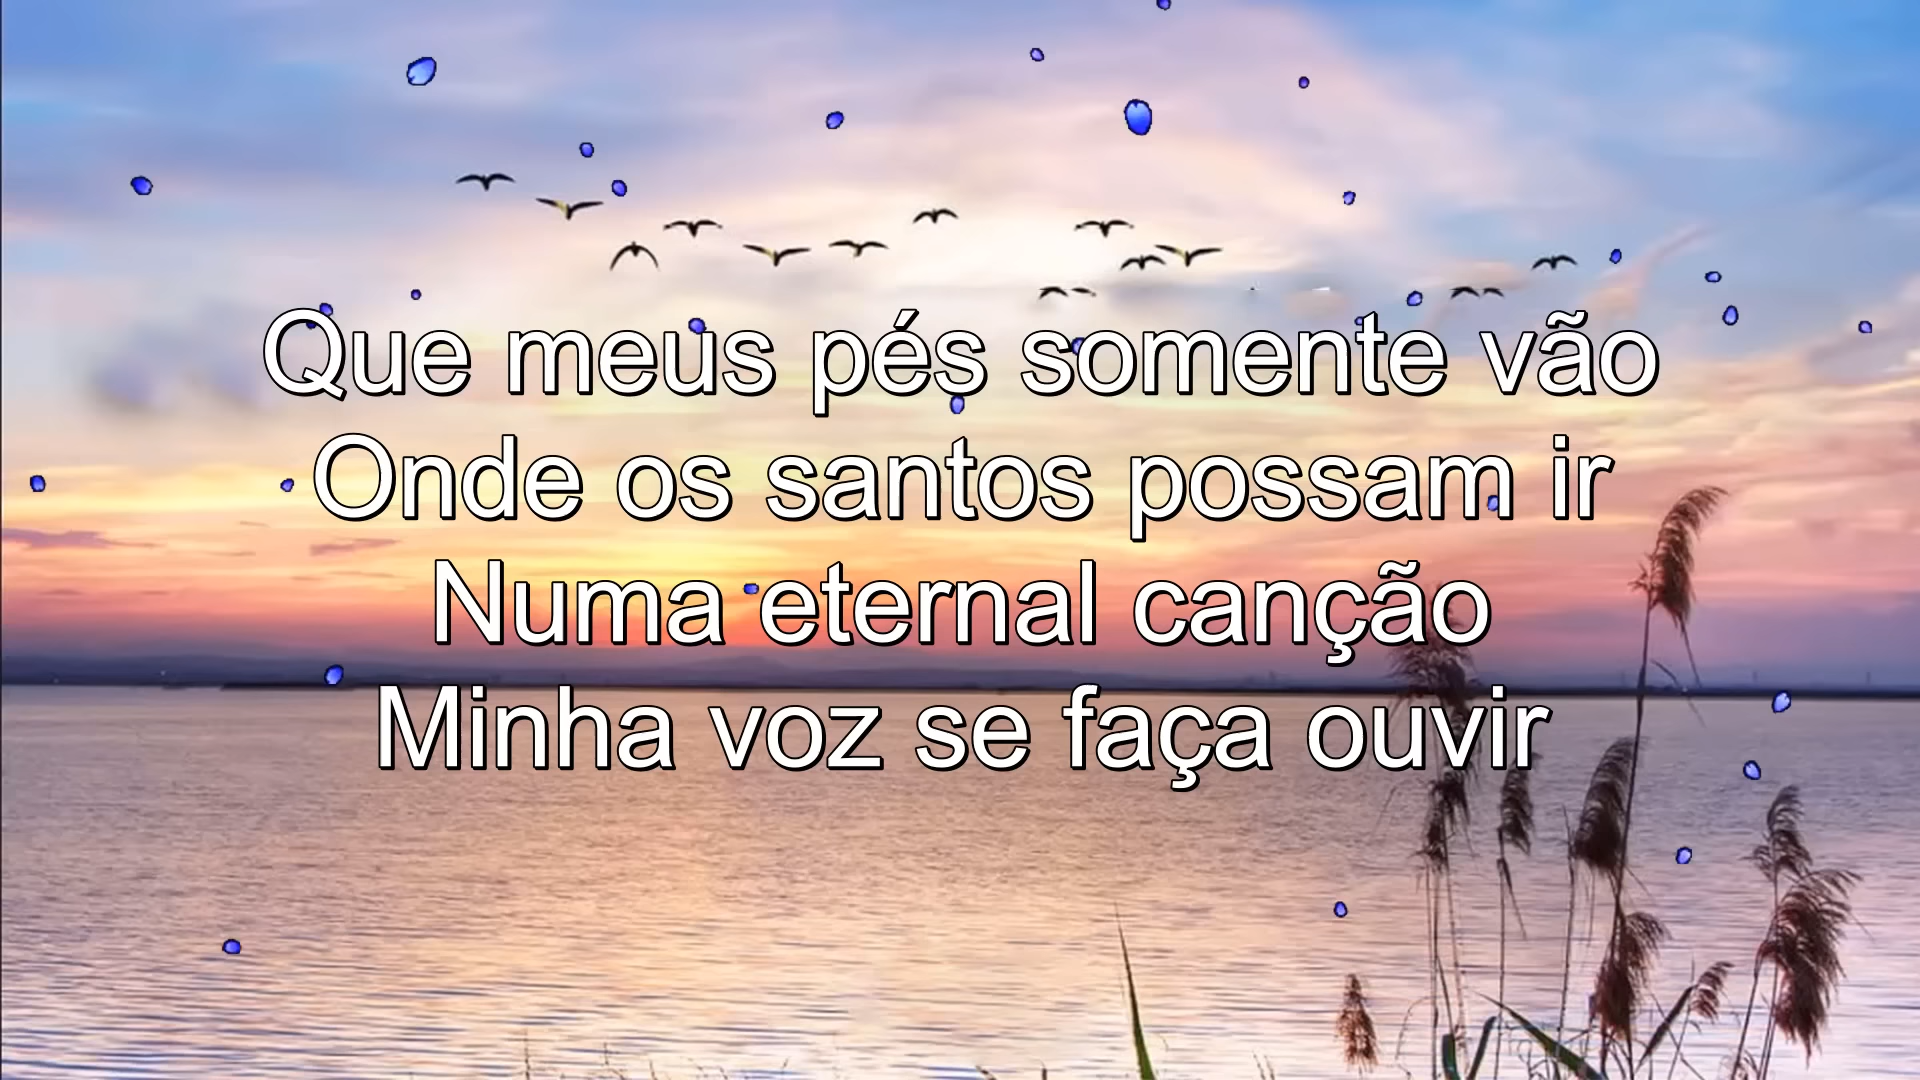 Que meus pés somente vão
Onde os santos possam ir
Numa eternal canção
Minha voz se faça ouvir